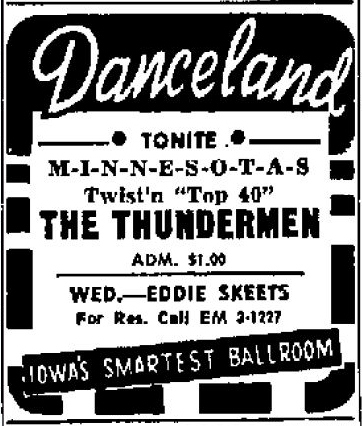 Danceland
• TONITE •
M-I-N-N-E-S-O-T-A-S
Twist'n "Top 40"
THE THUNDERMEN
ADM. $1.00
WED.—EDDIE SKEETS
For Res. Call EM 3-1227
IOWA'S SMARTEST BALLROOM